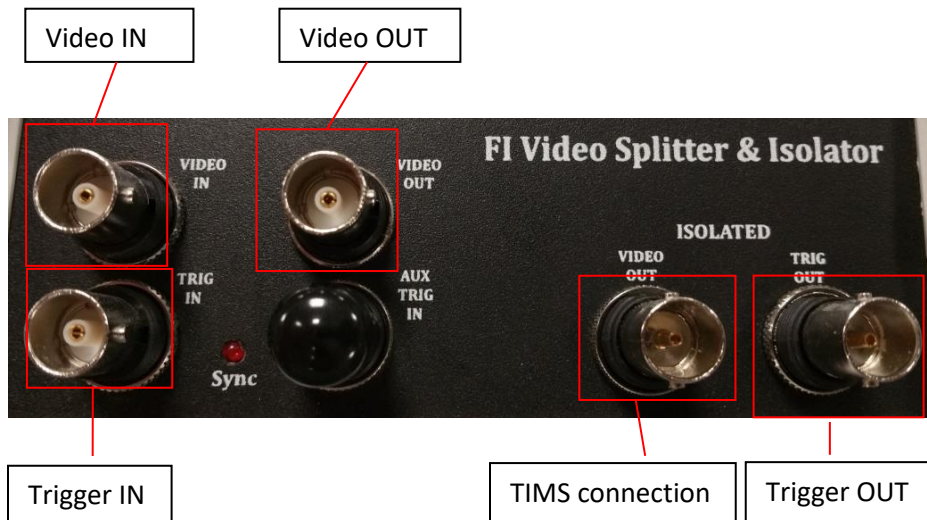 Video IN
Video OUT
FI Video Splitter & Isolator
VIDEO
IN
VIDEO
OUT
ISOLATED
VIDEO
OUT
TRIG
OUT
TRIG
IN
AUX
TRIG
IN
Sync
Trigger IN
TIMS connection
Trigger OUT